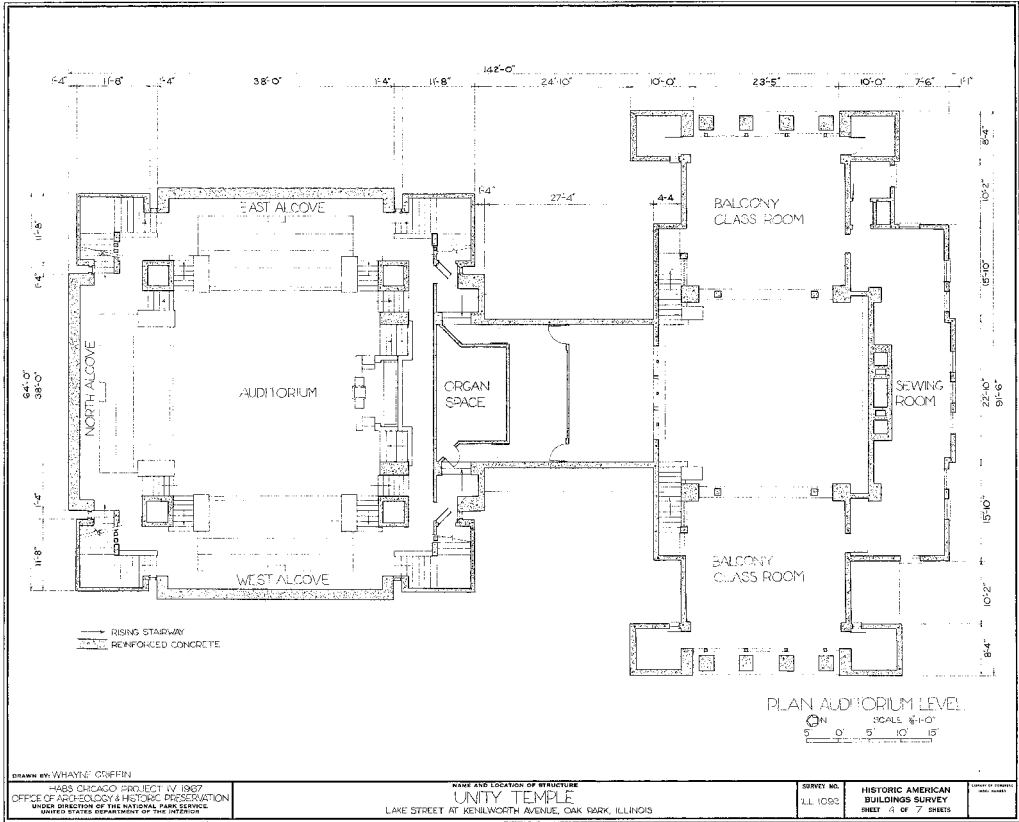 142'-0"
1'-4" 11'-8" 1'-4" 38'-0" 1'-4" 11'-8" 24'-10" 10'-0" 23'-5" 10'-0" 7'-6" 1'-1"
8'-4"
1'-4" 27'-4" 4-4
10'-2"
EAST ALCOVE
BALCONY
CLASS ROOM
11'-8"
1'-4"
15'-10"
NORTH ALCOVE
AUDITORIUM
ORGAN
SPACE
SEWING
ROOM
64'-0"
38'-0"
22'-10"
91'-6"
1'-4"
15'-10"
11'-8"
WEST ALCOVE
BALCONY
CLASS ROOM
10'-2"
RISING STAIRWAY
REINFORCED CONCRETE
8'-4"
PLAN AUDITORIUM LEVEL
N
5' 0' 5' 10' 15'
DRAWN BY: WHAYNE GRIFFIN
HABS CHICAGO PROJECT IV 1967
OFFICE OF ARCHEOLOGY & HISTORIC PRESERVATION
UNDER DIRECTION OF THE NATIONAL PARK SERVICE,
UNITED STATES DEPARTMENT OF THE INTERIOR
NAME AND LOCATION OF STRUCTURE
UNITY TEMPLE
LAKE STREET AT KENILWORTH AVENUE, OAK PARK, ILLINOIS
SURVEY NO.
HISTORIC AMERICAN
BUILDINGS SURVEY
SHEET 4 OF 7 SHEETS